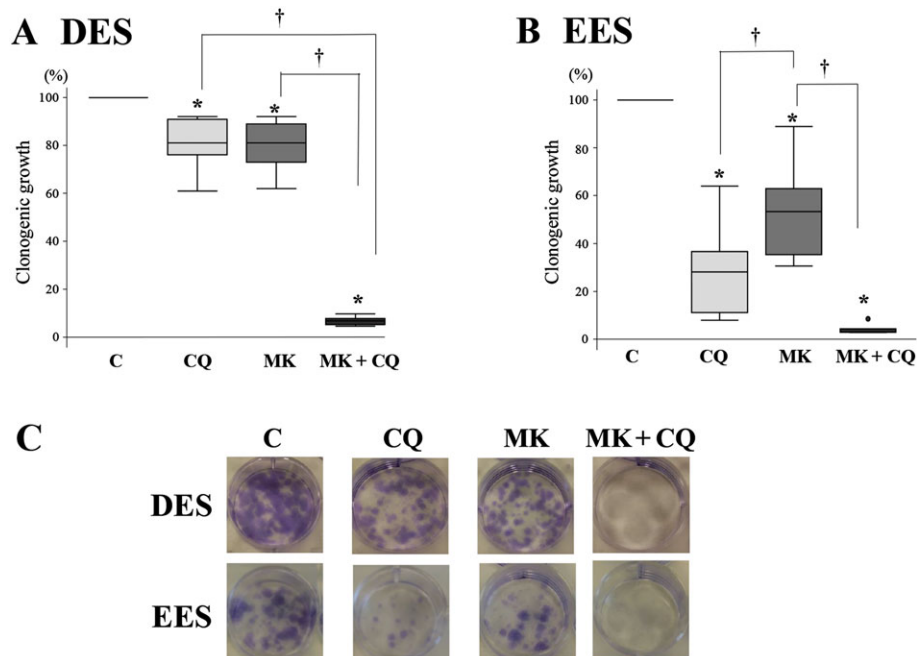 A DES
†
†
(%)
100
80
60
40
20
0
Clonogenic growth
*
*
*
C CQ MK MK + CQ
B EES
†
†
(%)
100
80
60
40
20
0
Clonogenic growth
*
*
*
C CQ MK MK + CQ
C
C CQ MK MK + CQ
DES
EES